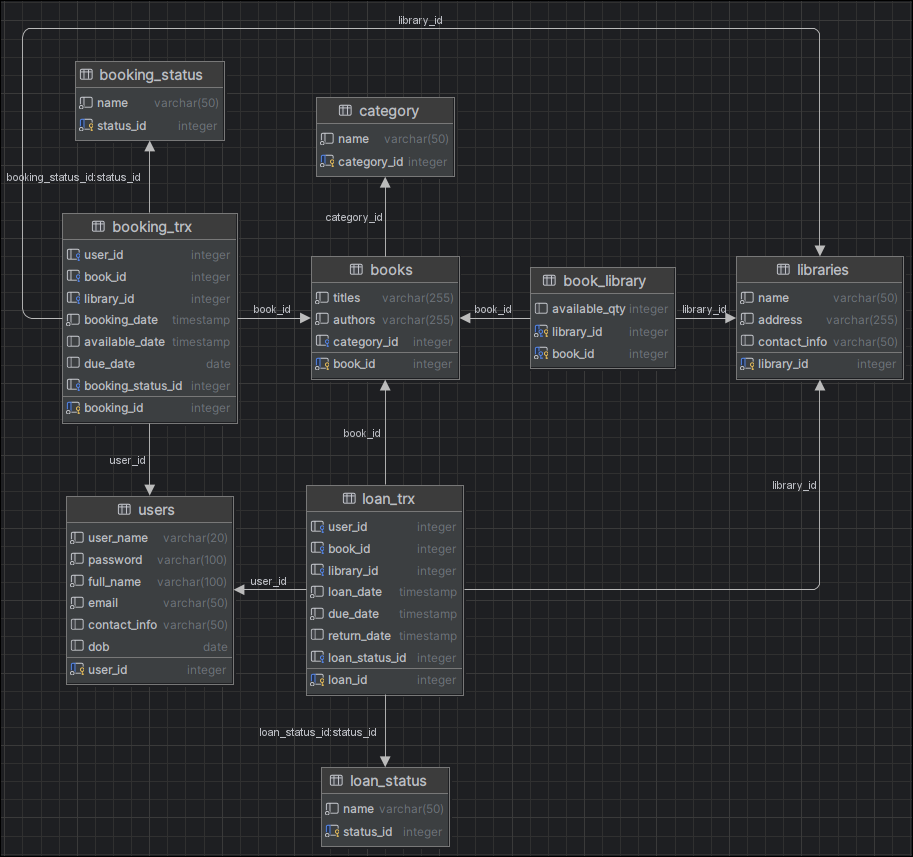 library_id
booking_status
name varchar(50)
status_id integer
booking_status_id:status_id
category
name varchar(50)
category_id integer
category_id
booking_trx
user_id integer
book_id integer
library_id integer
booking_date timestamp
available_date timestamp
due_date date
booking_status_id integer
booking_id integer
book_id
books
titles varchar(255)
authors varchar(255)
category_id integer
book_id integer
book_id
book_library
available_qty integer
library_id integer
book_id integer
library_id
libraries
name varchar(50)
address varchar(255)
contact_info varchar(50)
library_id integer
user_id
book_id
library_id
users
user_name varchar(20)
password varchar(100)
full_name varchar(100)
email varchar(50)
contact_info varchar(50)
dob date
user_id integer
user_id
loan_trx
user_id integer
book_id integer
library_id integer
loan_date timestamp
due_date timestamp
return_date timestamp
loan_status_id integer
loan_id integer
loan_status_id:status_id
loan_status
name varchar(50)
status_id integer